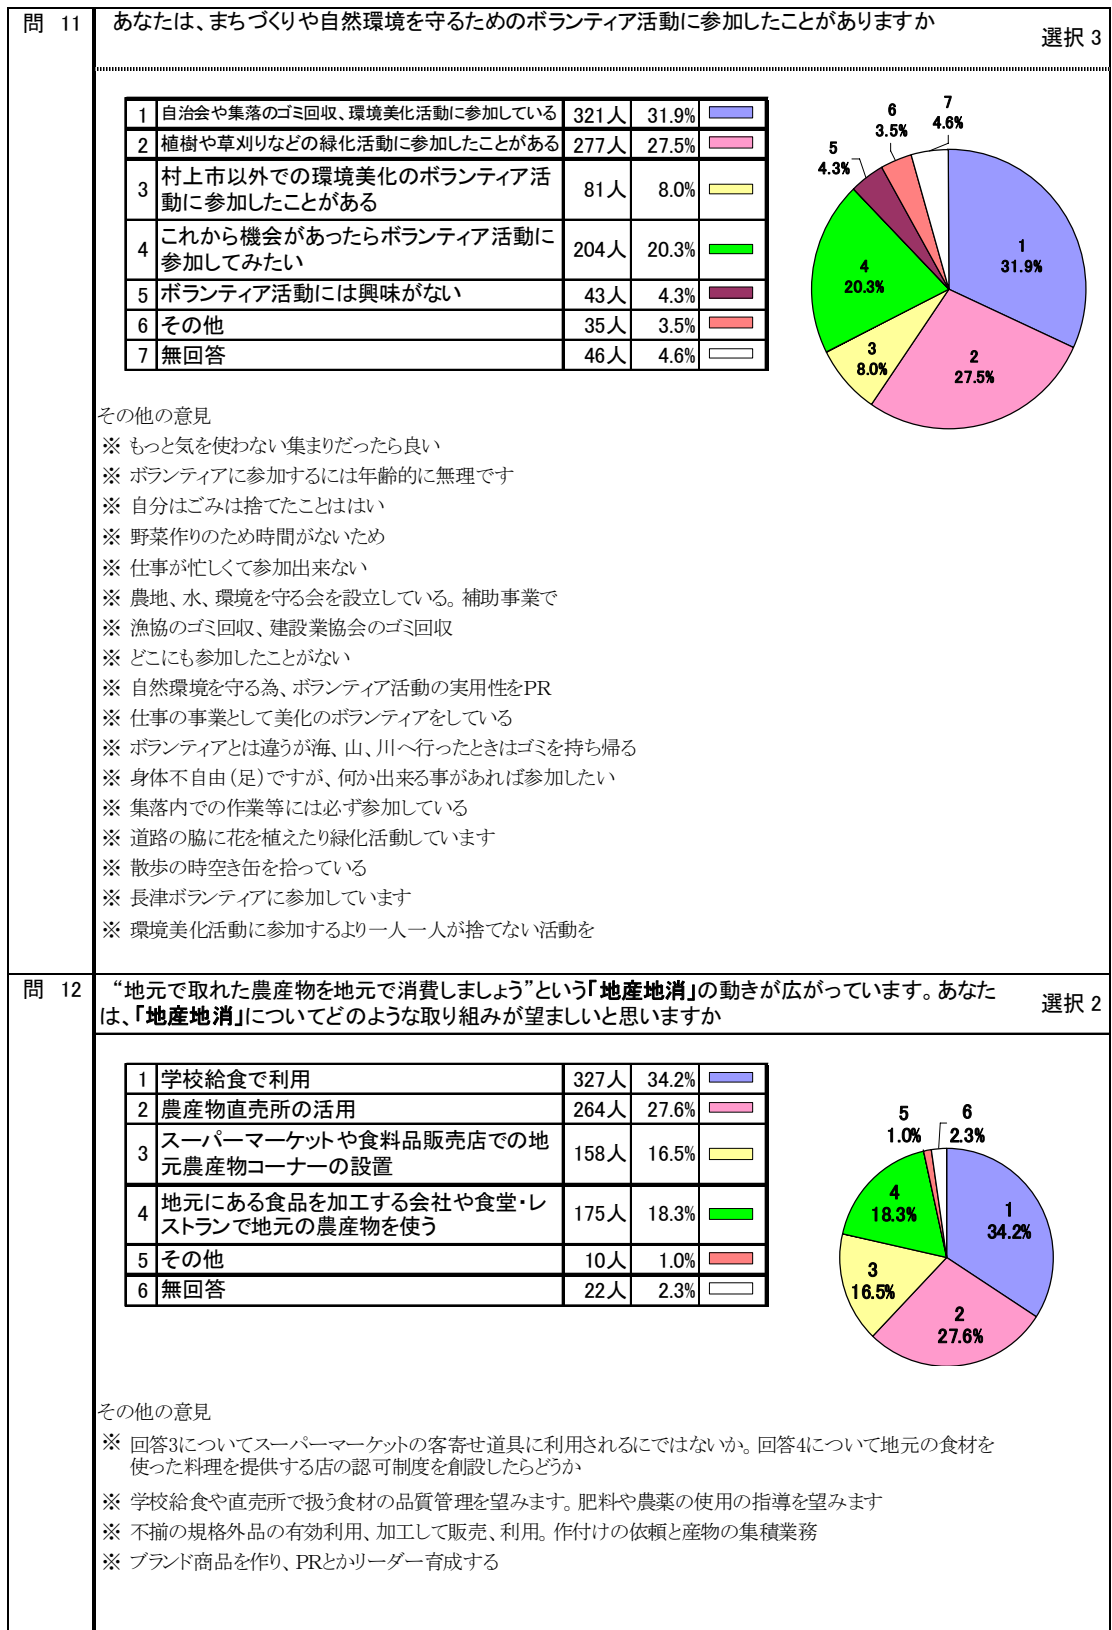 問 11
あなたは、まちづくりや自然環境を守るためのボランティア活動に参加したことがありますか
選択 3
1 自治会や集落のゴミ回収、環境美化活動に参加している 321人 31.9%
2 植樹や草刈りなどの緑化活動に参加したことがある 277人 27.5%
3 村上市以外での環境美化のボランティア活
動に参加したことがある 81人 8.0%
4 これから機会があったらボランティア活動に
参加してみたい 204人 20.3%
5 ボランティア活動には興味がない 43人 4.3%
6 その他 35人 3.5%
7 無回答 46人 4.6%
1
31.9%
2
27.5%
3
8.0%
4
20.3%
5
4.3%
6
3.5%
7
4.6%
その他の意見
※ もっと気を使わない集まりだったら良い
※ ボランティアに参加するには年齢的に無理です
※ 自分はごみは捨てたことははい
※ 野菜作りのため時間がないため
※ 仕事が忙しくて参加出来ない
※ 農地、水、環境を守る会を設立している。補助事業で
※ 漁協のゴミ回収、建設業協会のゴミ回収
※ どこにも参加したことがない
※ 自然環境を守る為、ボランティア活動の実用性をPR
※ 仕事の事業として美化のボランティアをしている
※ ボランティアとは違うが海、山、川へ行ったときはゴミを持ち帰る
※ 身体不自由(足)ですが、何か出来る事があれば参加したい
※ 集落内での作業等には必ず参加している
※ 道路の脇に花を植えたり緑化活動しています
※ 散歩の時空き缶を拾っている
※ 長津ボランティアに参加しています
※ 環境美化活動に参加するより一人一人が捨てない活動を
問 12
“地元で取れた農産物を地元で消費しましょう”という「地産地消」の動きが広がっています。あなた
は、「地産地消」についてどのような取り組みが望ましいと思いますか
選択 2
1 学校給食で利用 327人 34.2%
2 農産物直売所の活用 264人 27.6%
3 スーパーマーケットや食料品販売店での地
元農産物コーナーの設置 158人 16.5%
4 地元にある食品を加工する会社や食堂・レ
ストランで地元の農産物を使う 175人 18.3%
5 その他 10人 1.0%
6 無回答 22人 2.3%
1
34.2%
2
27.6%
3
16.5%
4
18.3%
5
1.0%
6
2.3%
その他の意見
※ 回答3についてスーパーマーケットの客寄せ道具に利用されるにではないか。回答4について地元の食材を
使った料理を提供する店の認可制度を創設したらどうか
※ 学校給食や直売所で扱う食材の品質管理を望みます。肥料や農薬の使用の指導を望みます
※ 不揃の規格外品の有効利用、加工して販売、利用。作付けの依頼と産物の集積業務
※ ブランド商品を作り、PRとかリーダー育成する